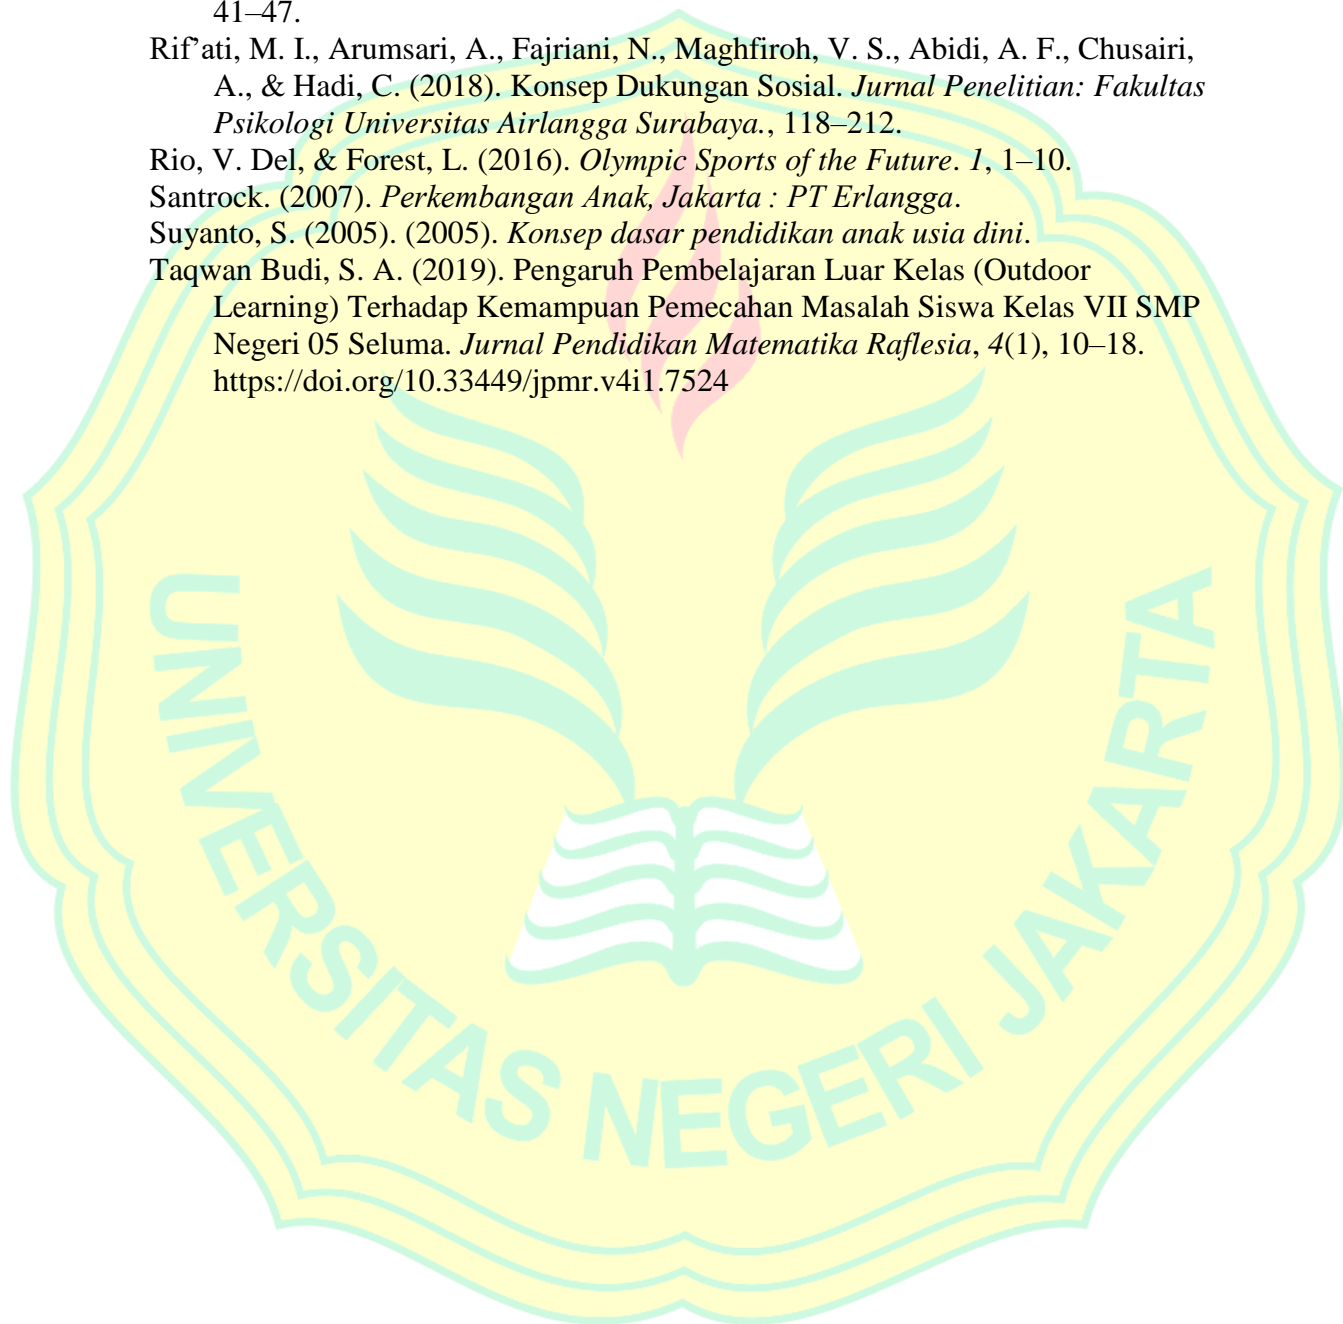 41–47.
Rif’ati, M. I., Arumsari, A., Fajriani, N., Maghfiroh, V. S., Abidi, A. F., Chusairi,
A., & Hadi, C. (2018). Konsep Dukungan Sosial. Jurnal Penelitian: Fakultas
Psikologi Universitas Airlangga Surabaya., 118–212.
Rio, V. Del, & Forest, L. (2016). Olympic Sports of the Future. 1, 1–10.
Santrock. (2007). Perkembangan Anak, Jakarta : PT Erlangga.
Suyanto, S. (2005). (2005). Konsep dasar pendidikan anak usia dini.
Taqwan Budi, S. A. (2019). Pengaruh Pembelajaran Luar Kelas (Outdoor
Learning) Terhadap Kemampuan Pemecahan Masalah Siswa Kelas VII SMP
Negeri 05 Seluma. Jurnal Pendidikan Matematika Raflesia, 4(1), 10–18.
https://doi.org/10.33449/jpmr.v4i1.7524
UNIVERSITAS NEGERI JAKARTA